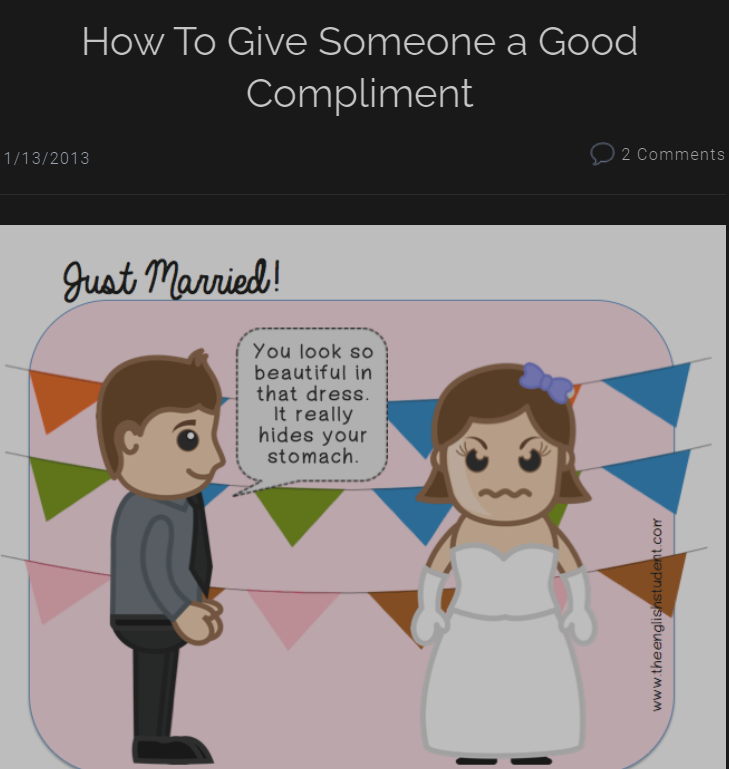 How To Give Someone a Good
Compliment
1/13/2013
2 Comments
Just Married!
You look so
beautiful in
that dress.
It really
hides your
stomach.
www.theenglishstudent.com